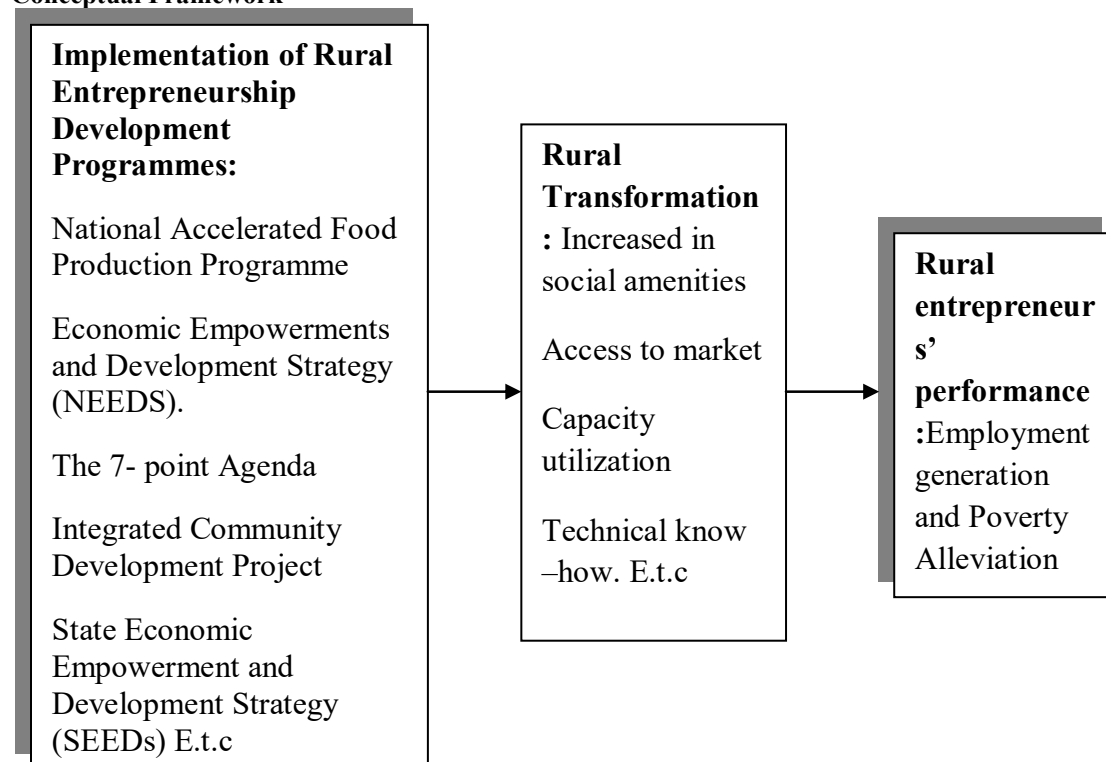 Conceptual Framework
Implementation of Rural
Entrepreneurship
Development
Programmes:
National Accelerated Food
Production Programme
Economic Empowerments
and Development Strategy
(NEEDS).
The 7- point Agenda
Integrated Community
Development Project
State Economic
Empowerment and
Development Strategy
(SEEDs) E.t.c
Rural
Transformation
: Increased in
social amenities
Access to market
Capacity
utilization
Technical know
–how. E.t.c
Rural
entrepreneur
s’
performance
:Employment
generation
and Poverty
Alleviation